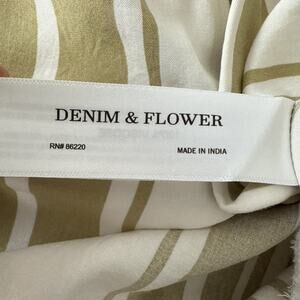 DENIM & FLOWER
RN# 86220 MADE IN INDIA